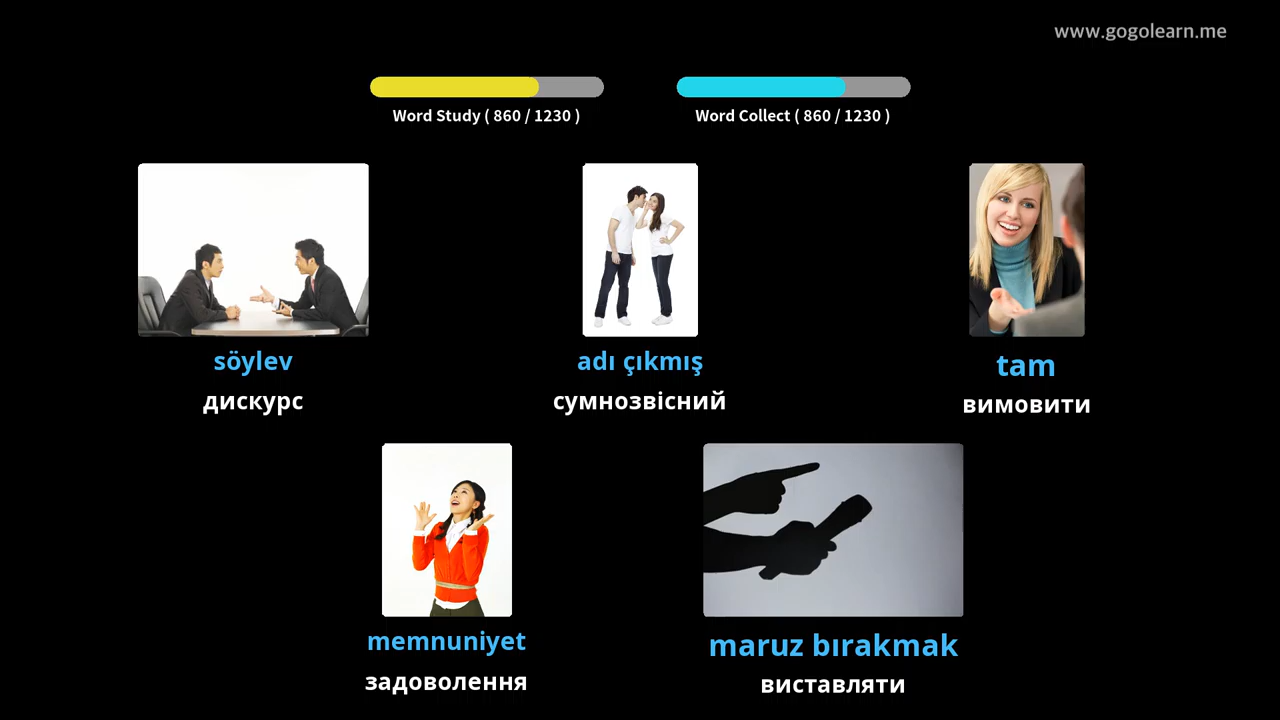 www.gogolearn.me
Word Study ( 860 / 1230 )
Word Collect ( 860 / 1230 )
söylev
дискурс
adı çıkmış
сумнозвісний
tam
вимовити
memnuniyet
задоволення
maruz bırakmak
виставляти